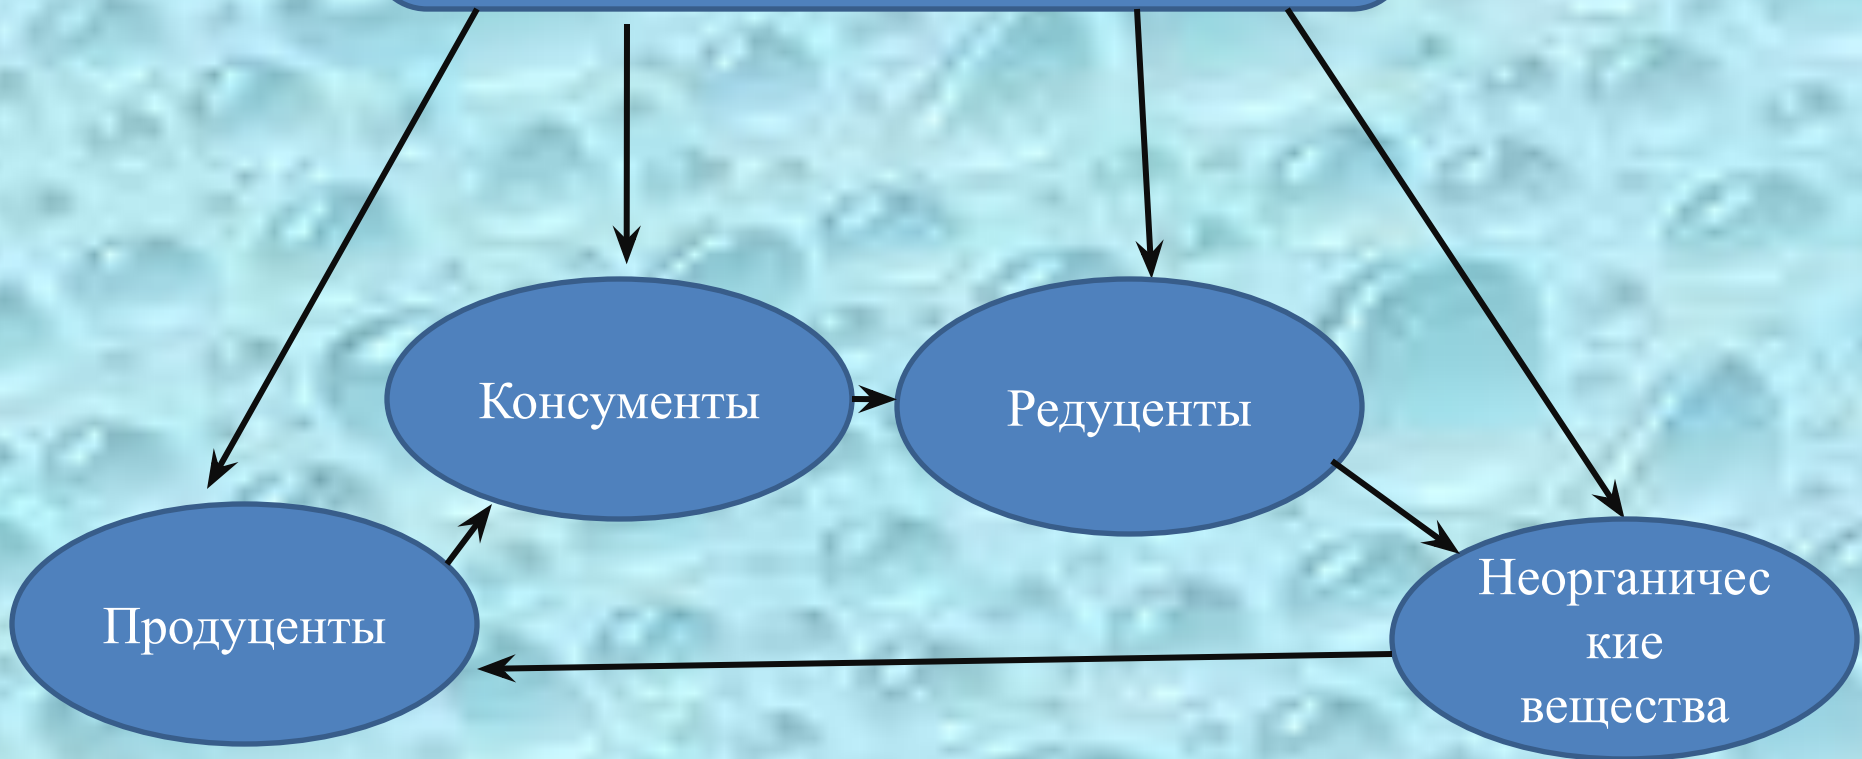 Консументы
Редуценты
Продуценты
Неорганичес
кие
вещества